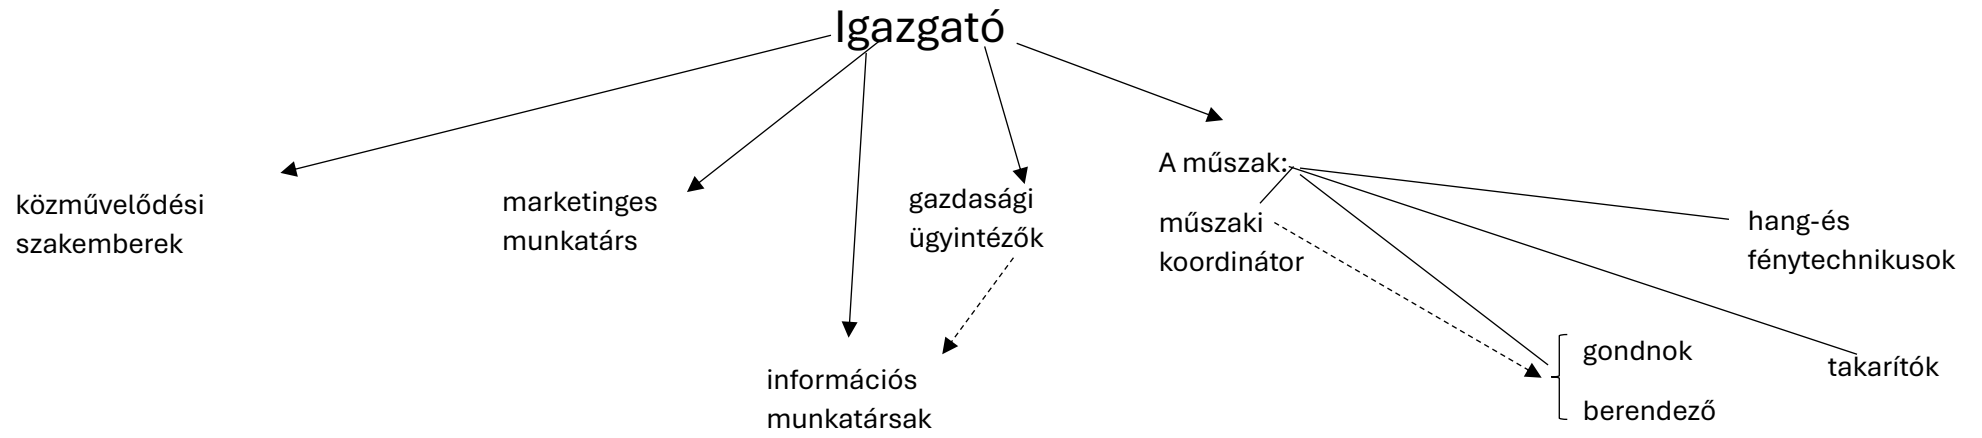 Igazgató
közművelődési
szakemberek
marketinges
munkatárs
gazdasági
ügyintézők
információs
munkatársak
A műszak:
műszaki
koordinátor
hang-és
fénytechnikusok
gondnok
berendező
takarítók